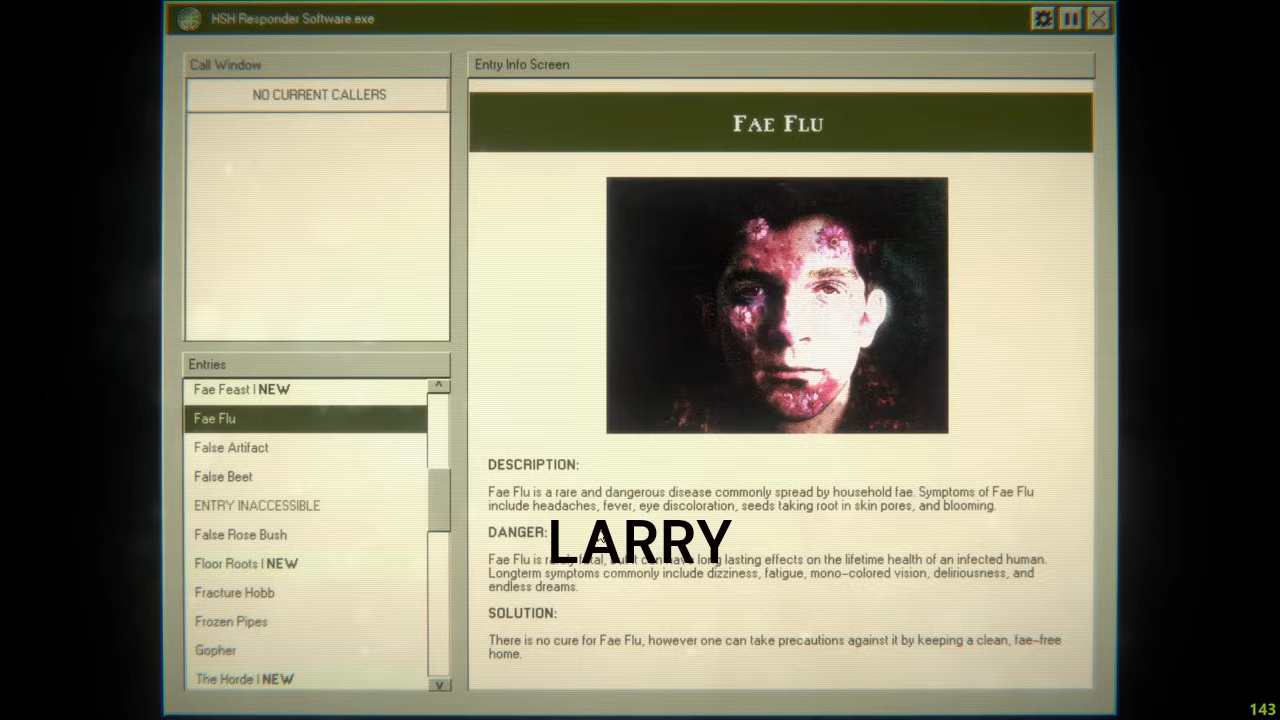 HSH Responder Software.exe
Call Window
NO CURRENT CALLERS
Entries
Fae Feast | NEW
Fae Flu
False Artifact
False Beet
ENTRY INACCESSIBLE
False Rose Bush
Floor Roots | NEW
Fracture Hobb
Frozen Pipes
Gopher
The Horde | NEW
Entry Info Screen
FAE FLU
DESCRIPTION:
Fae Flu is a rare and dangerous disease commonly spread by household fae. Symptoms of Fae Flu
include headaches, fever, eye discoloration, seeds taking root in skin pores, and blooming.
DANGER:
LARRY
Fae Flu is rarely fatal, but it can have long lasting effects on the lifetime health of an infected human.
Longterm symptoms commonly include dizziness, fatigue, mono-colored vision, deliriousness, and
endless dreams.
SOLUTION:
There is no cure for Fae Flu, however one can take precautions against it by keeping a clean, fae-free
home.
143